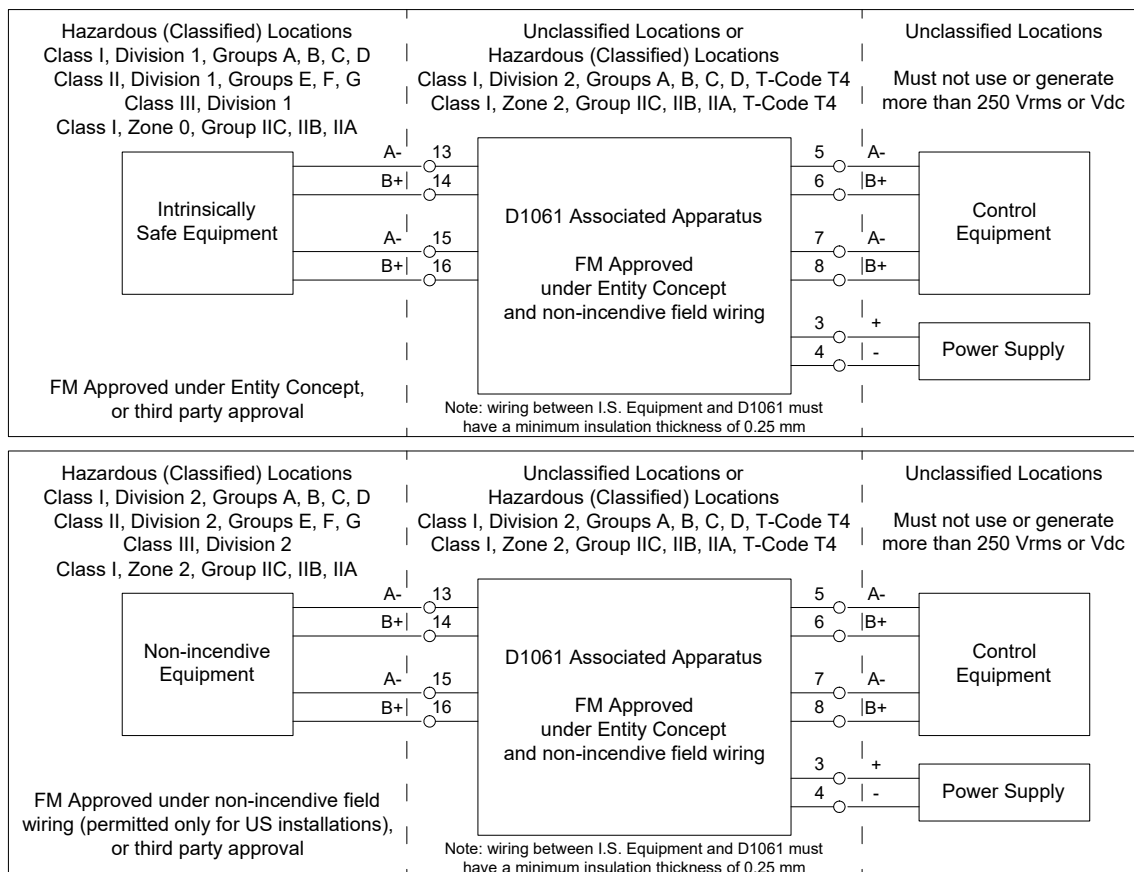 Hazardous (Classified) Locations
Class I, Division 1, Groups A, B, C, D
Class II, Division 1, Groups E, F, G
Class III, Division 1
Class I, Zone 0, Group IIC, IIB, IIA
Unclassified Locations or
Hazardous (Classified) Locations
Class I, Division 2, Groups A, B, C, D, T-Code T4
Class I, Zone 2, Group IIC, IIB, IIA, T-Code T4
Unclassified Locations
Must not use or generate
more than 250 Vrms or Vdc
Intrinsically
Safe Equipment
A- 13
B+ 14
A- 15
B+ 16
D1061 Associated Apparatus
FM Approved
under Entity Concept
and non-incendive field wiring
5 A-
6 B+
7 A-
8 B+
3 +
4 -
Control
Equipment
Power Supply
FM Approved under Entity Concept,
or third party approval
Note: wiring between I.S. Equipment and D1061 must
have a minimum insulation thickness of 0.25 mm
Hazardous (Classified) Locations
Class I, Division 2, Groups A, B, C, D
Class II, Division 2, Groups E, F, G
Class III, Division 2
Class I, Zone 2, Group IIC, IIB, IIA
Unclassified Locations or
Hazardous (Classified) Locations
Class I, Division 2, Groups A, B, C, D, T-Code T4
Class I, Zone 2, Group IIC, IIB, IIA, T-Code T4
Unclassified Locations
Must not use or generate
more than 250 Vrms or Vdc
Non-incendive
Equipment
A- 13
B+ 14
A- 15
B+ 16
D1061 Associated Apparatus
FM Approved
under Entity Concept
and non-incendive field wiring
5 A-
6 B+
7 A-
8 B+
3 +
4 -
Control
Equipment
Power Supply
FM Approved under non-incendive field
wiring (permitted only for US installations),
or third party approval
Note: wiring between I.S. Equipment and D1061 must
have a minimum insulation thickness of 0.25 mm